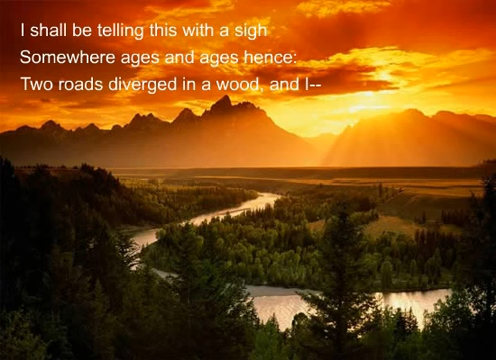 I shall be telling this with a sigh
Somewhere ages and ages hence:
Two roads diverged in a wood, and I--